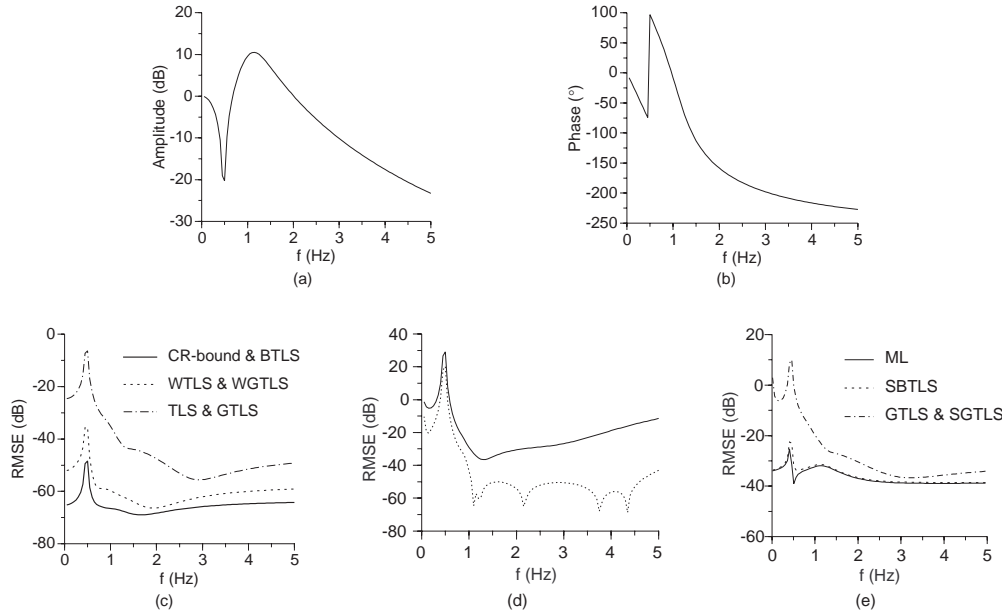 Amplitude (dB)
20
10
0
-10
-20
-30
0 1 2 3 4 5
f (Hz)
(a)
Phase (°)
100
50
0
-50
-100
-150
-200
-250
0 1 2 3 4 5
f (Hz)
(b)
RMSE (dB)
0
-20
-40
-60
-80
CR-bound & BTLS
WTLS & WGTLS
TLS & GTLS
0 1 2 3 4 5
f (Hz)
(c)
RMSE (dB)
40
20
0
-20
-40
-60
-80
0 1 2 3 4 5
f (Hz)
(d)
RMSE (dB)
20
0
-20
-40
-60
ML
SBTLS
GTLS & SGTLS
0 1 2 3 4 5
f (Hz)
(e)